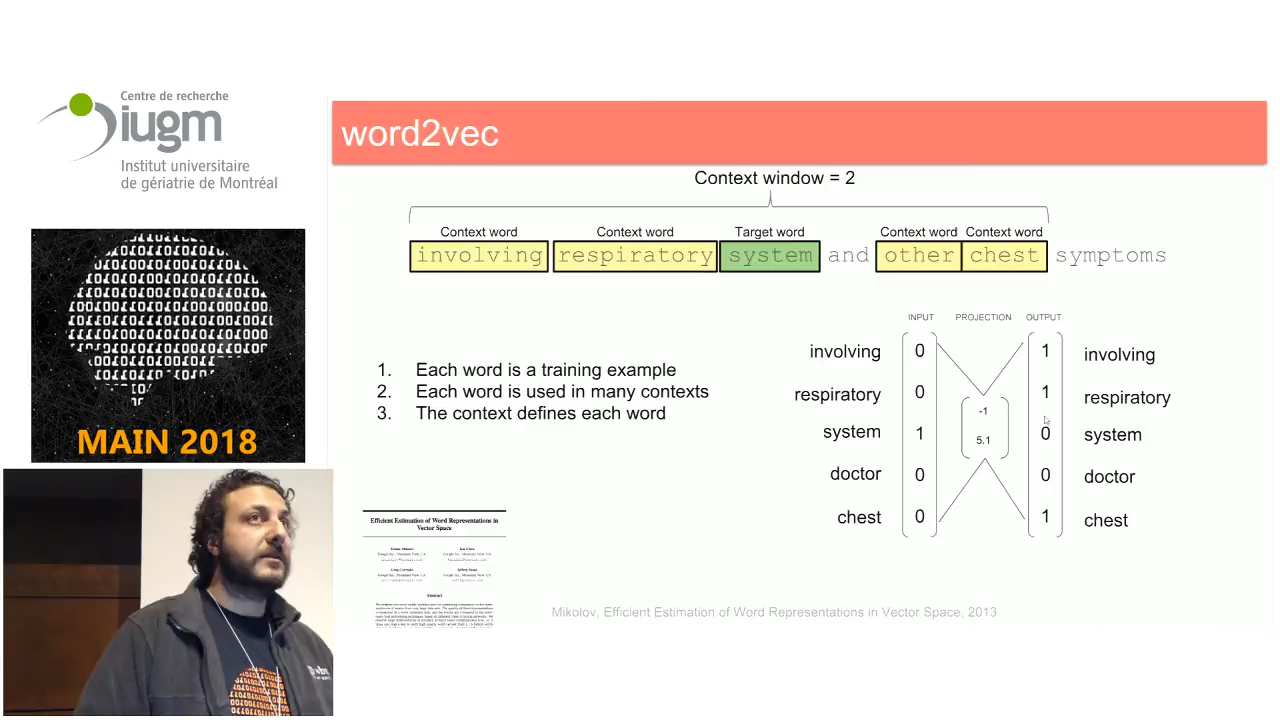 Centre de recherche
iugm
Institut universitaire
de gériatrie de Montréal
MAIN 2018
word2vec
Context window = 2
Context word Context word Target word Context word Context word
involving respiratory system and other chest symptoms
1. Each word is a training example
2. Each word is used in many contexts
3. The context defines each word
INPUT PROJECTION OUTPUT
involving 0 1 involving
respiratory 0 1 respiratory
-1
system 1 0 system
5.1
doctor 0 0 doctor
chest 0 1 chest
Efficient Estimation of Word Representations in
Vector Space
Abstract
Mikolov, Efficient Estimation of Word Representations in Vector Space, 2013